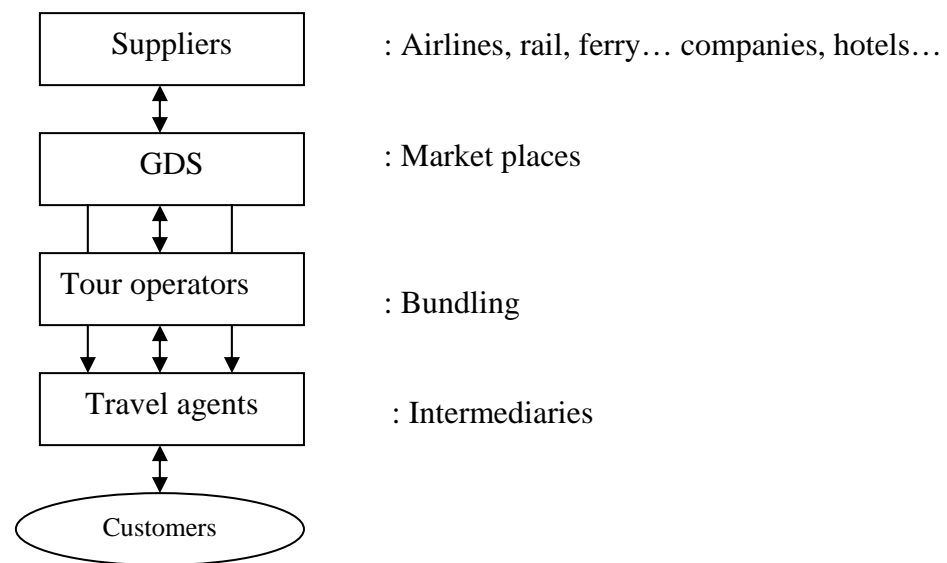 Suppliers : Airlines, rail, ferry… companies, hotels…
GDS : Market places
Tour operators : Bundling
Travel agents : Intermediaries
Customers